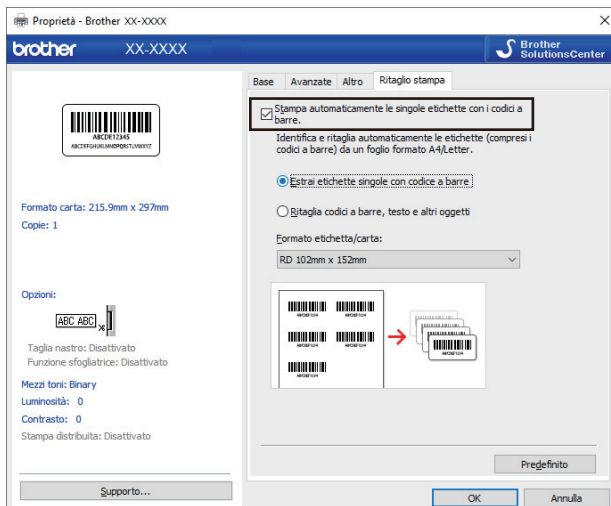 Proprietà - Brother XX-XXXX
brother XX-XXXX
Brother
SolutionsCenter
ABCDE12345
ABCDEFGHIJKLMNOPQRSTUVWXYZ
Formato carta: 215.9mm x 297mm
Copie: 1
Opzioni:
ABC ABC
Taglia nastro: Disattivato
Funzione sfogliatrice: Disattivato
Mezzi toni: Binary
Luminosità: 0
Contrasto: 0
Stampa distribuita: Disattivato
Supporto...
Base Avanzate Altro Ritaglio stampa
Stampa automaticamente le singole etichette con i codici a
barre.
Identifica e ritaglia automaticamente le etichette (compresi i
codici a barre) da un foglio formato A4/Letter.
Estrai etichette singole con codice a barre
Ritaglia codici a barre, testo e altri oggetti
Formato etichetta/carta:
RD 102mm x 152mm
Predefinito
OK Annulla